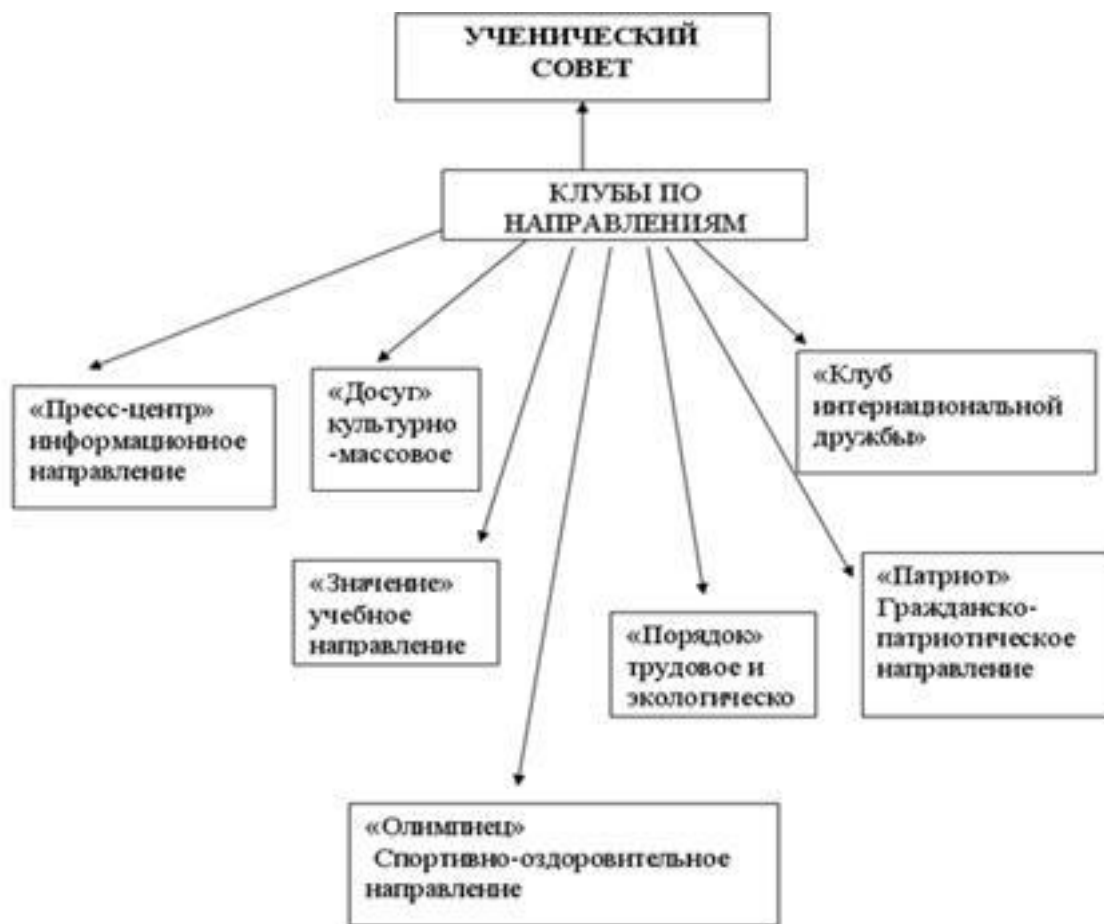 УЧЕНИЧЕСКИЙ
СОВЕТ
КЛУБЫ ПО
НАПРАВЛЕНИЯМ
«Пресс-центр»
информационное
направление
«Досуг»
культурно
-массовое
«Клуб
интернациональной
дружбы»
«Значение»
учебное
направление
«Порядок»
трудовое и
экологическо
«Патриот»
Гражданско-
патриотическое
направление
«Олимпиец»
Спортивно-оздоровительное
направление